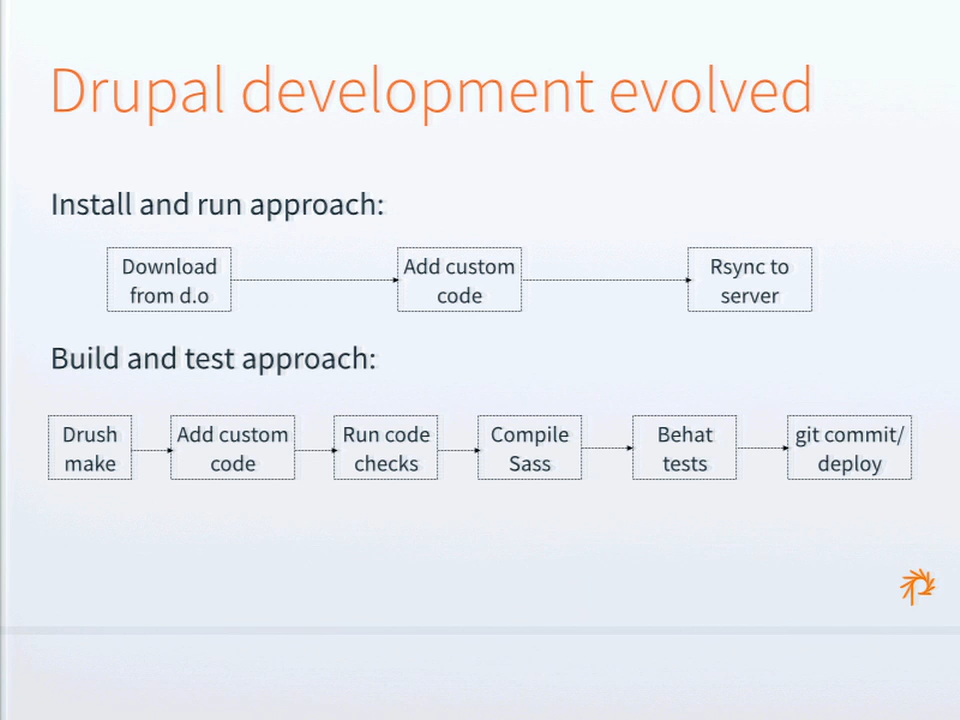 Drupal development evolved
Install and run approach:
Download
from d.o
Add custom
code
Rsync to
server
Build and test approach:
Drush
make
Add custom
code
Run code
checks
Compile
Sass
Behat
tests
git commit/
deploy